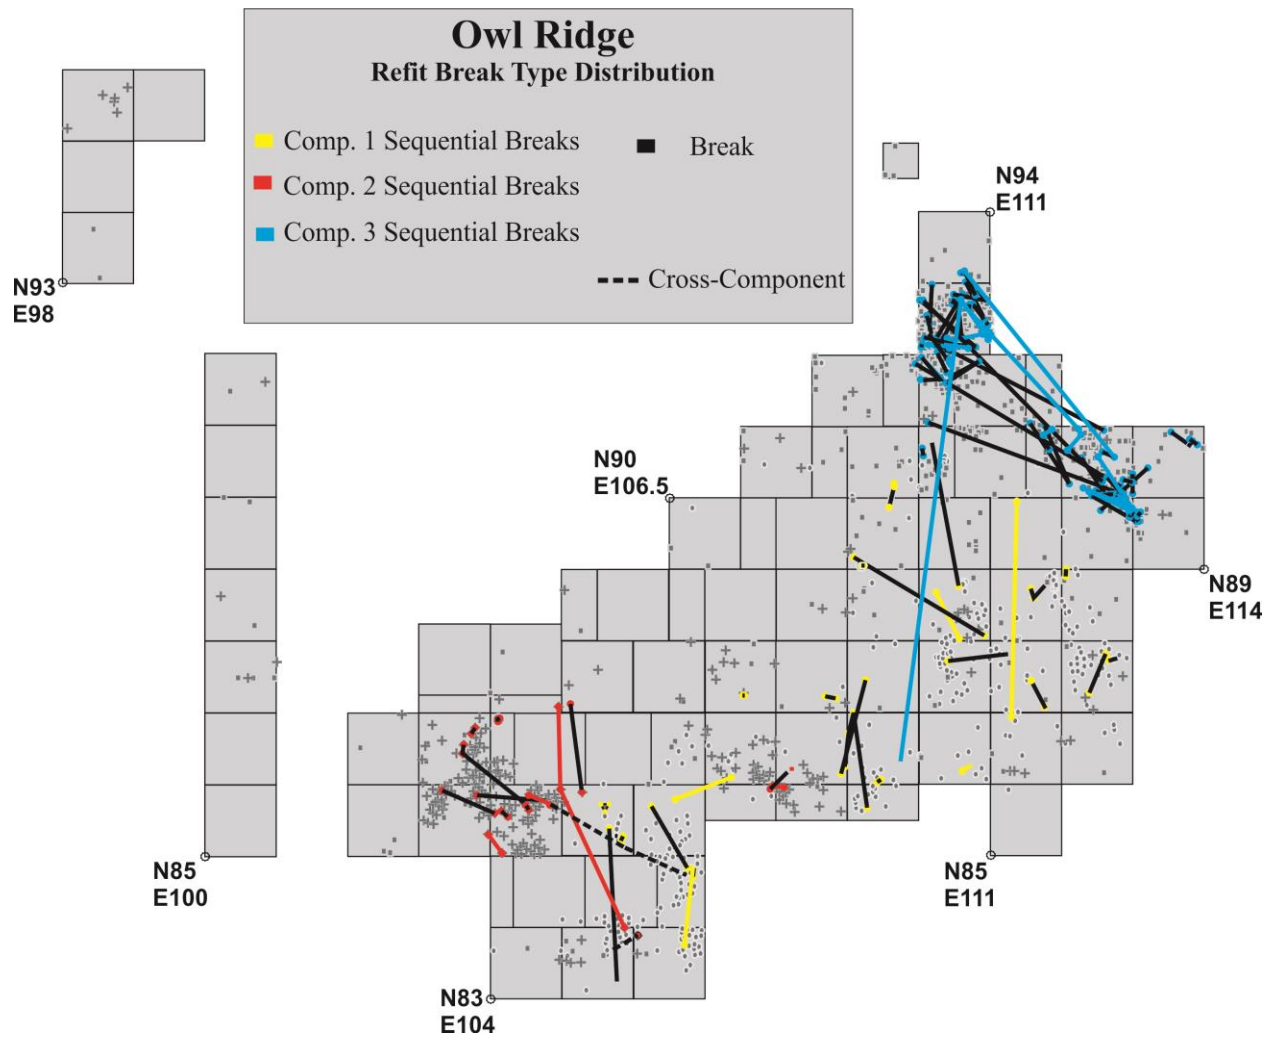 Owl Ridge
Refit Break Type Distribution
Comp. 1 Sequential Breaks
Break
Comp. 2 Sequential Breaks
Comp. 3 Sequential Breaks
Cross-Component
N94
E111
N93
E98
N90
E106.5
N89
E114
N85
E100
N85
E111
N83
E104